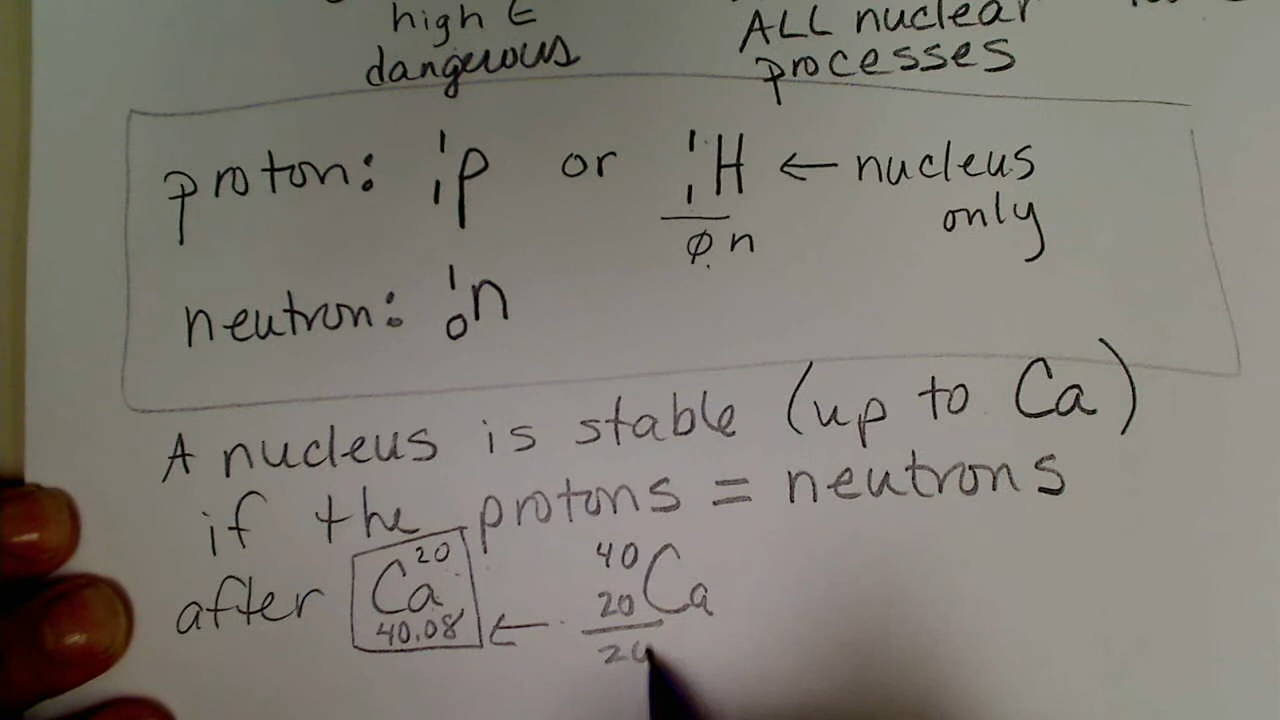 high E
dangerous
ALL nuclear
processes
proton: ¹₁p or ¹₁H ← nucleus
only
0 n
neutron: ¹₀n
A nucleus is stable (up to Ca)
if the protons = neutrons
after Ca 20 40.08 ← ⁴⁰₂₀Ca